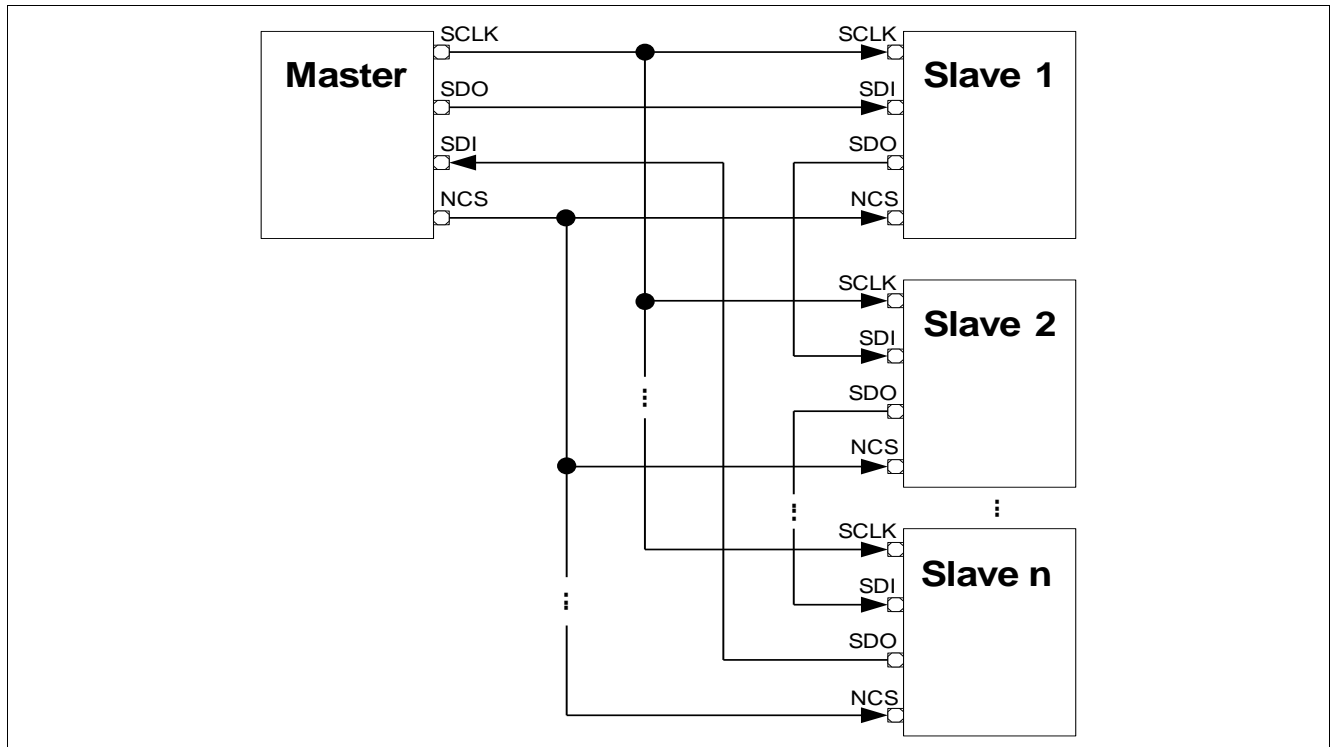 SCLK
Master
SDO
SDI
NCS
SCLK
Slave 1
SDI
SDO
NCS
SCLK
Slave 2
SDI
SDO
NCS
...
...
...
...
SCLK
Slave n
SDI
SDO
NCS